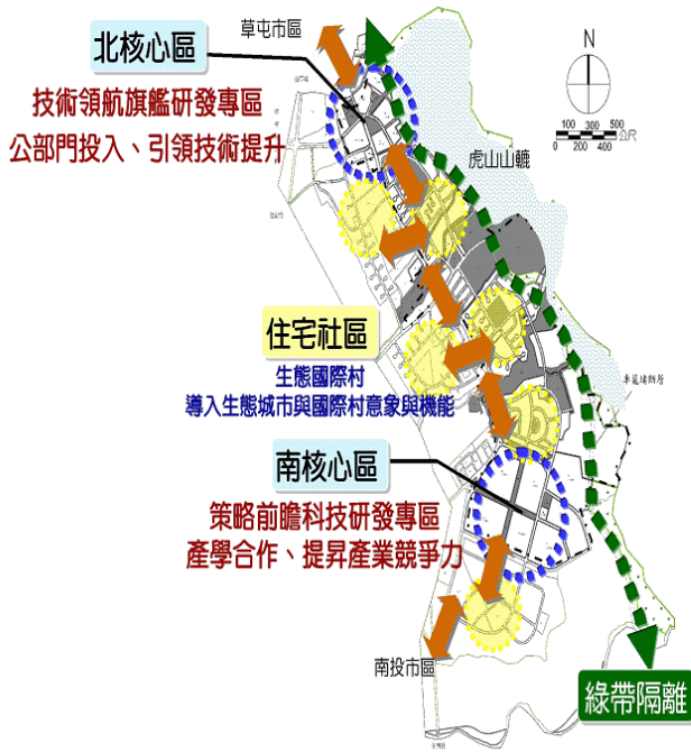 草屯市區
北核心區
技術領航旗艦研發專區
公部門投入、引領技術提升
N
100 300 500
0 200 400
公尺
虎山山轆
住宅社區
生態國際村
導入生態城市與國際村意象與機能
車籠埔斷層
南核心區
策略前瞻科技研發專區
產學合作、提昇產業競爭力
南投市區
綠帶隔離